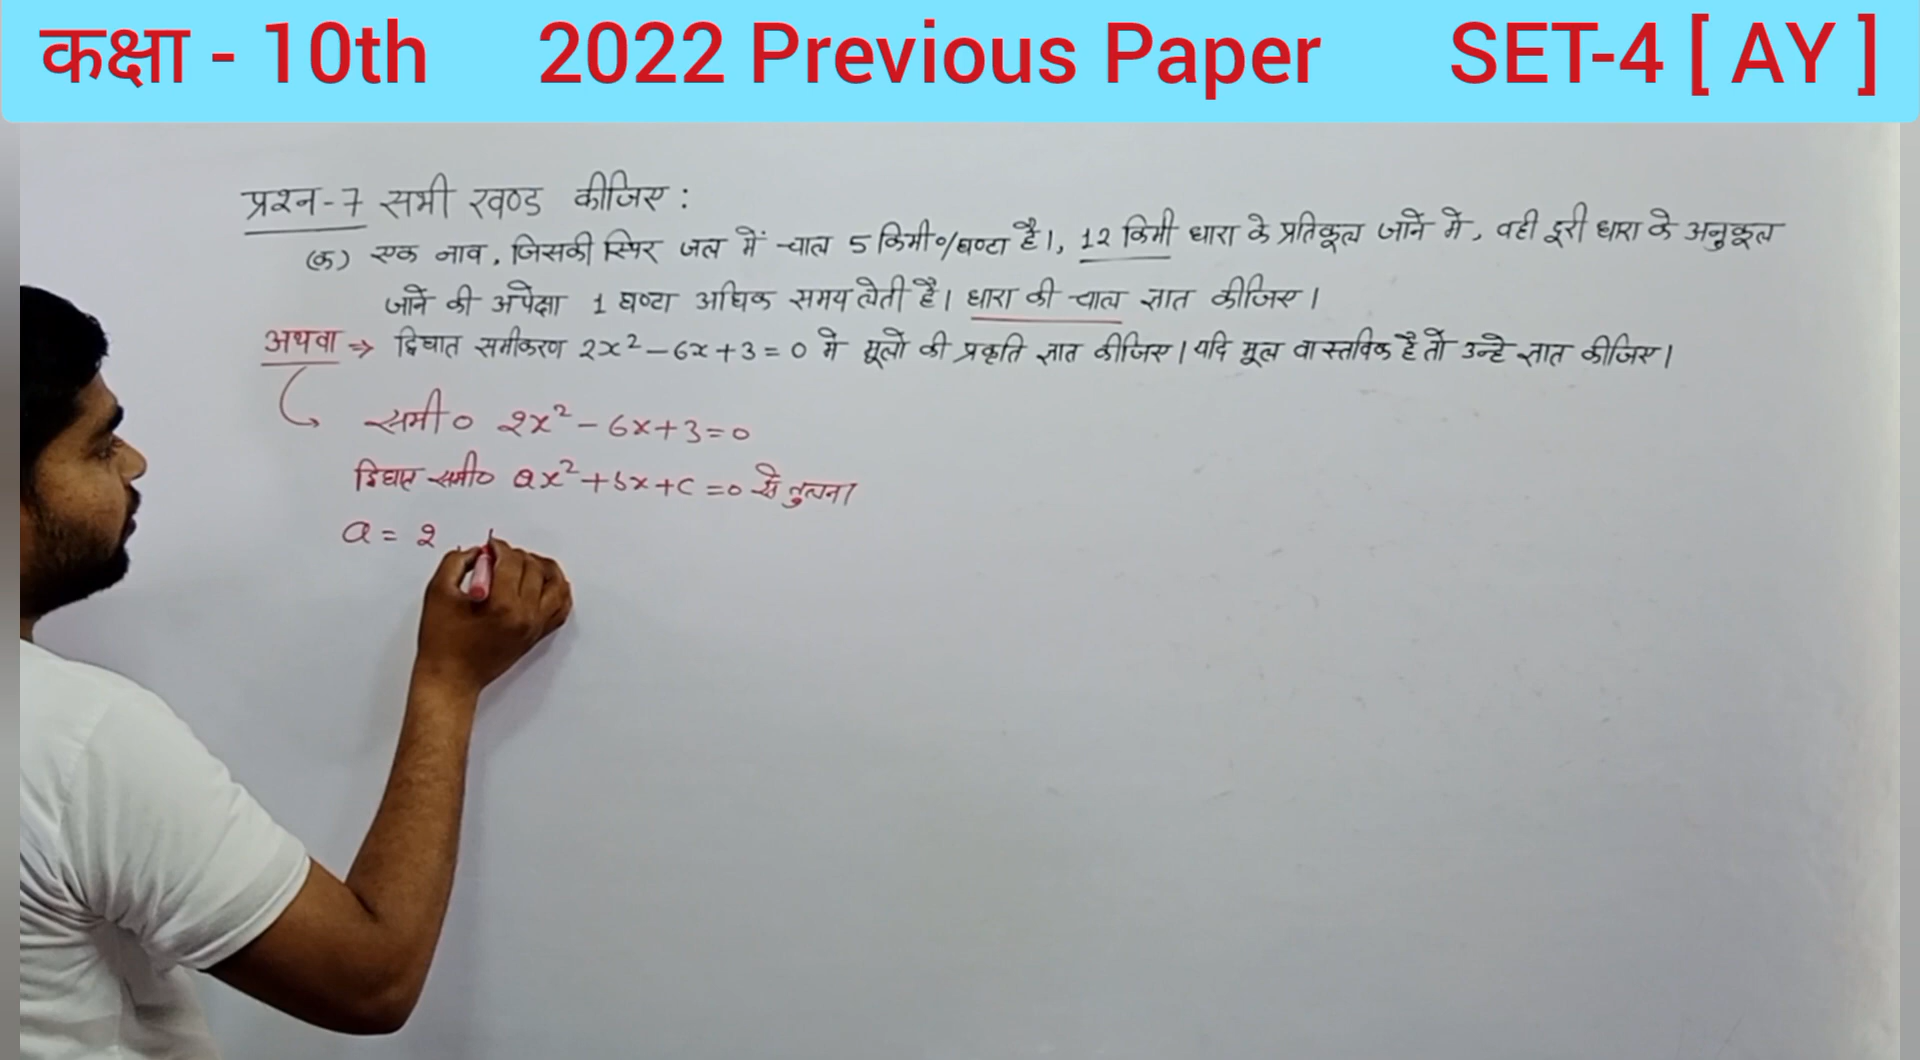 कक्षा - 10th 2022 Previous Paper SET-4 [ AY ]
प्रश्न-7 सभी खण्ड कीजिए :
(क) एक नाव, जिसकी स्थिर जल में चाल 5 किमी०/घण्टा है।, 12 किमी धारा के प्रतिकूल जाने मे, वही दूरी धारा के अनुकूल
जाने की अपेक्षा 1 घण्टा अधिक समय लेती है। धारा की चाल ज्ञात कीजिए।
अथवा ⇒ द्विघात समीकरण 2x² - 6x + 3 = 0 मे मूलो की प्रकृति ज्ञात कीजिए। यदि मूल वास्तविक है तो उन्हे ज्ञात कीजिए।
समी० 2x² - 6x + 3 = 0
द्विघात समी० ax² + bx + c = 0 से तुलना
a = 2